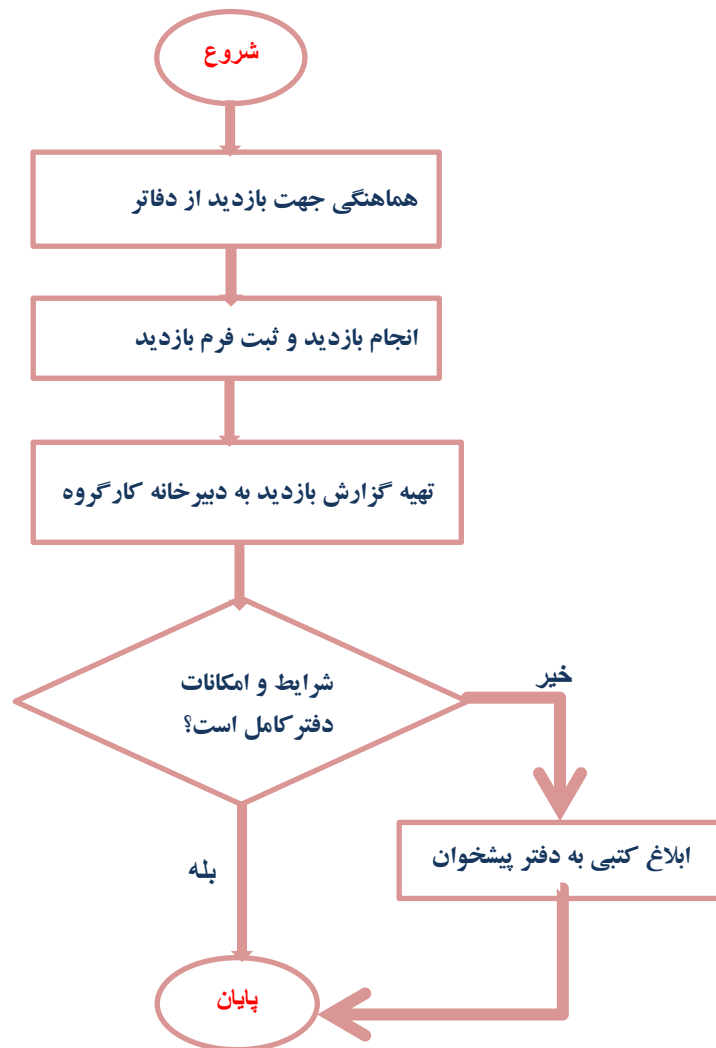 شروع
هماهنگی جهت بازدید از دفاتر
انجام بازدید و ثبت فرم بازدید
تهیه گزارش بازدید به دبیرخانه کارگروه
شرایط و امکانات
دفتر کامل است؟
خیر
ابلاغ کتبی به دفتر پیشخوان
بله
پایان